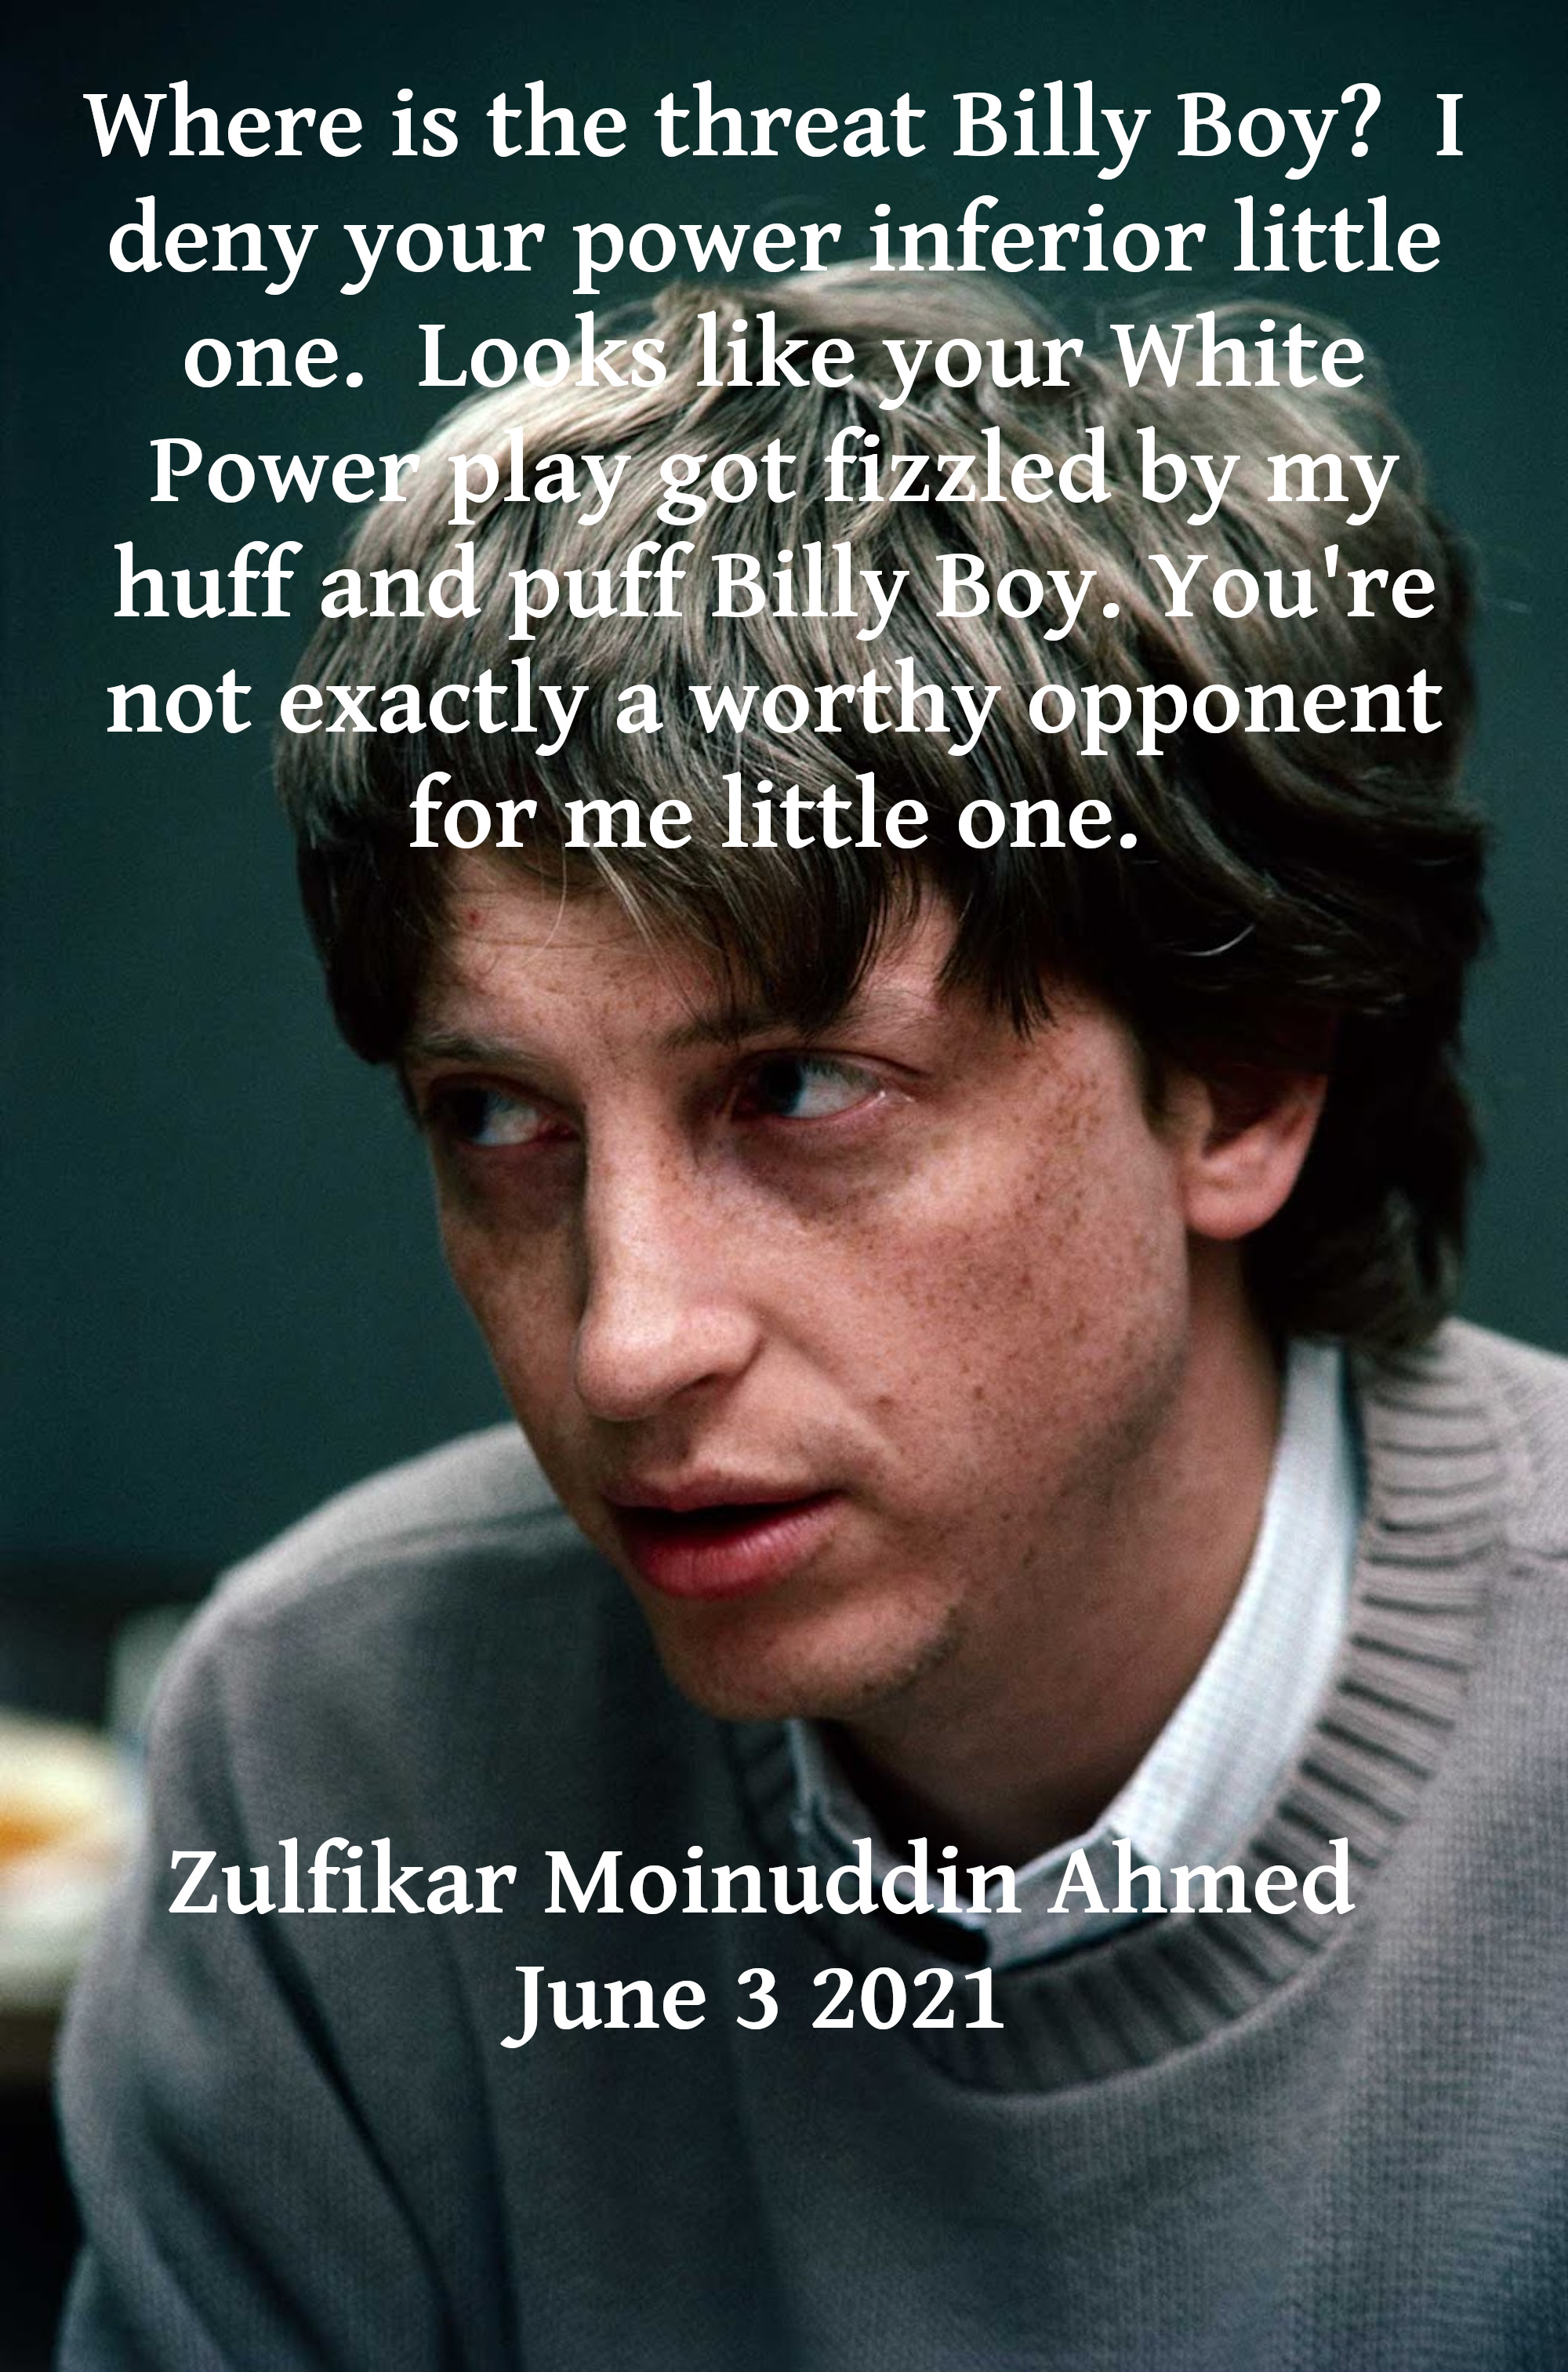 Where is the threat Billy Boy?  I
deny your power inferior little
one.  Looks like your White
Power play got fizzled by my
huff and puff Billy Boy. You're
not exactly a worthy opponent
for me little one.
Zulfikar Moinuddin Ahmed
June 3 2021